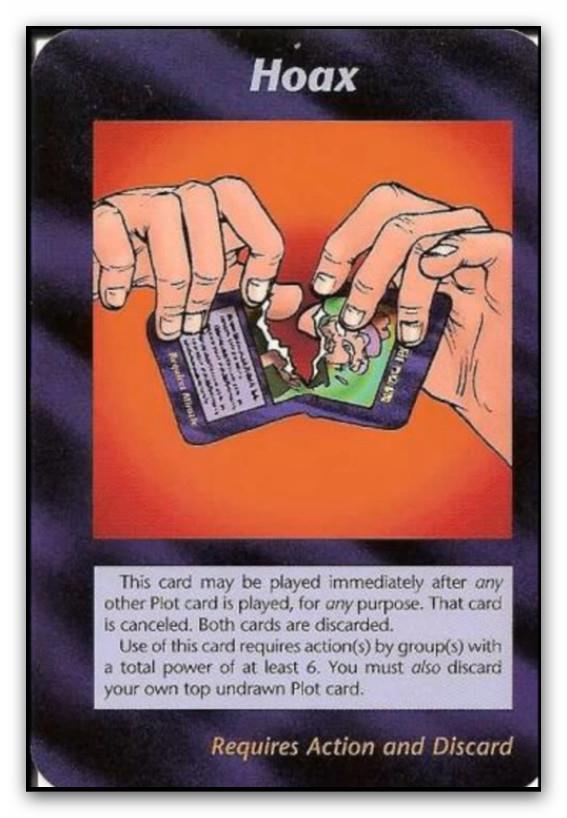 Hoax
Requires Miracle
This card may be played immediately after any
other Plot card is played, for any purpose. That card
is canceled. Both cards are discarded.
Use of this card requires action(s) by group(s) with
a total power of at least 6. You must also discard
your own top undrawn Plot card.
Requires Action and Discard